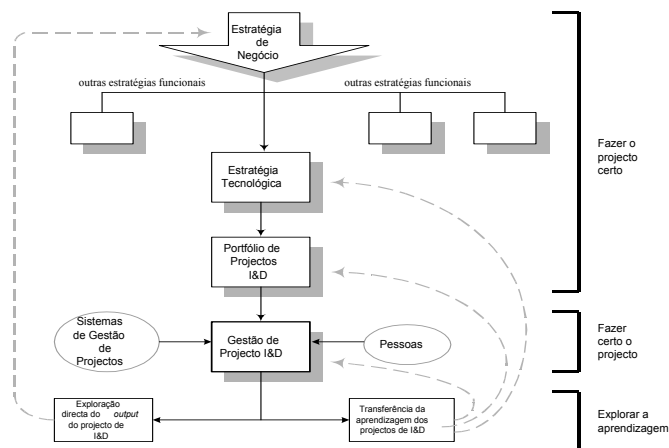 Estratégia
de
Negócio
outras estratégias funcionais
outras estratégias funcionais
Fazer o
projecto
certo
Estratégia
Tecnológica
Portfólio de
Projectos
I&D
Sistemas
de Gestão
de
Projectos
Gestão de
Projecto I&D
Pessoas
Fazer
certo o
projecto
Exploração
directa do output
do projecto de
I&D
Transferência da
aprendizagem dos
projectos de I&D
Explorar a
aprendizagem